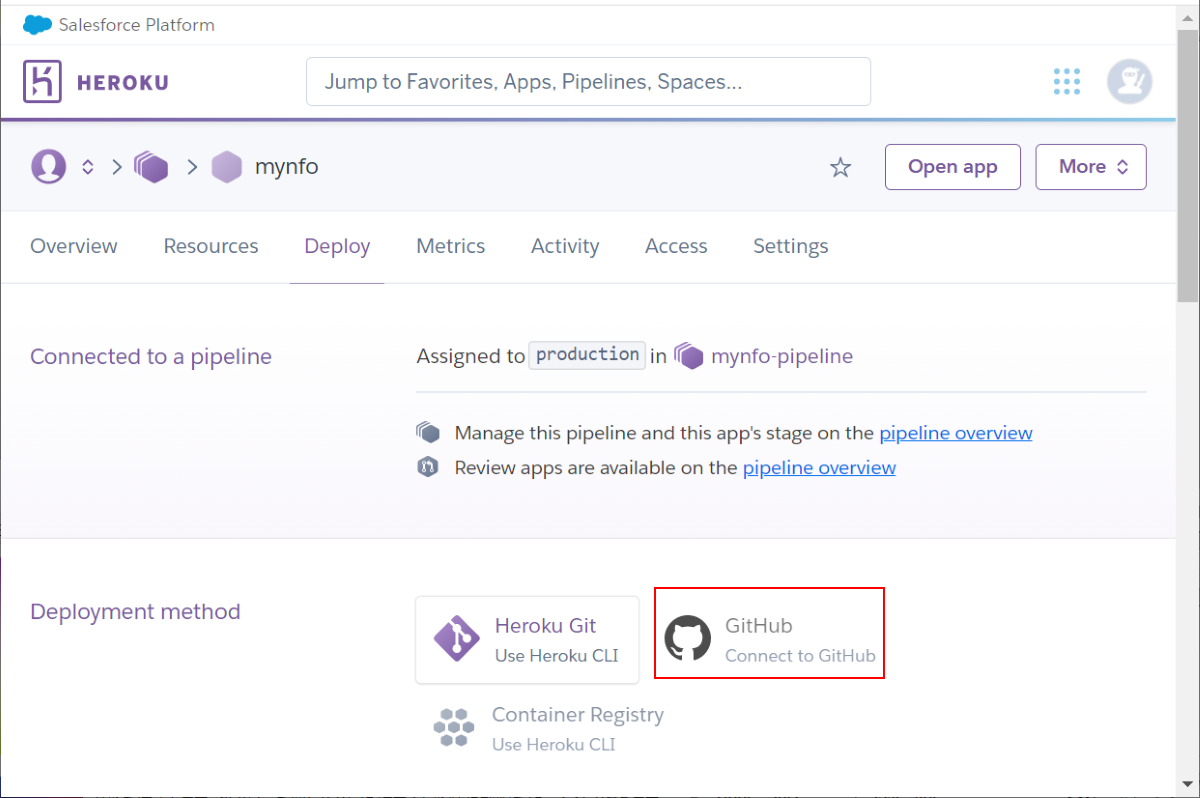 Salesforce Platform
HEROKU
Jump to Favorites, Apps, Pipelines, Spaces...
mynfo
Open app
More
Overview Resources Deploy Metrics Activity Access Settings
Connected to a pipeline
Assigned to production in mynfo-pipeline
Manage this pipeline and this app's stage on the pipeline overview
Review apps are available on the pipeline overview
Deployment method
Heroku Git
Use Heroku CLI
GitHub
Connect to GitHub
Container Registry
Use Heroku CLI